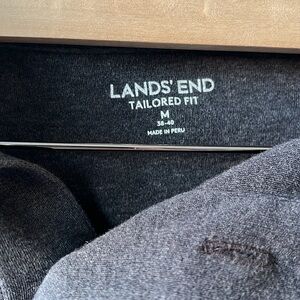 LANDS' END
TAILORED FIT
M
38-40
MADE IN PERU